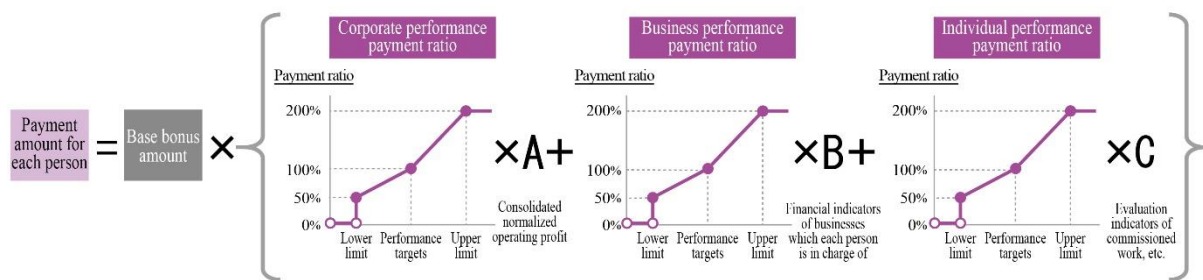 Payment
amount for
each person
=
Base bonus
amount
×
Corporate performance
payment ratio
Payment ratio
200%
100%
50%
0%
Lower
limit
Performance
targets
Upper
limit
×A+
Consolidated
normalized
operating profit
Business performance
payment ratio
Payment ratio
200%
100%
50%
0%
Lower
limit
Performance
targets
Upper
limit
×B+
Financial indicators
of businesses
which each person
is in charge of
Individual performance
payment ratio
Payment ratio
200%
100%
50%
0%
Lower
limit
Performance
targets
Upper
limit
×C
Evaluation
indicators of
commissioned
work, etc.